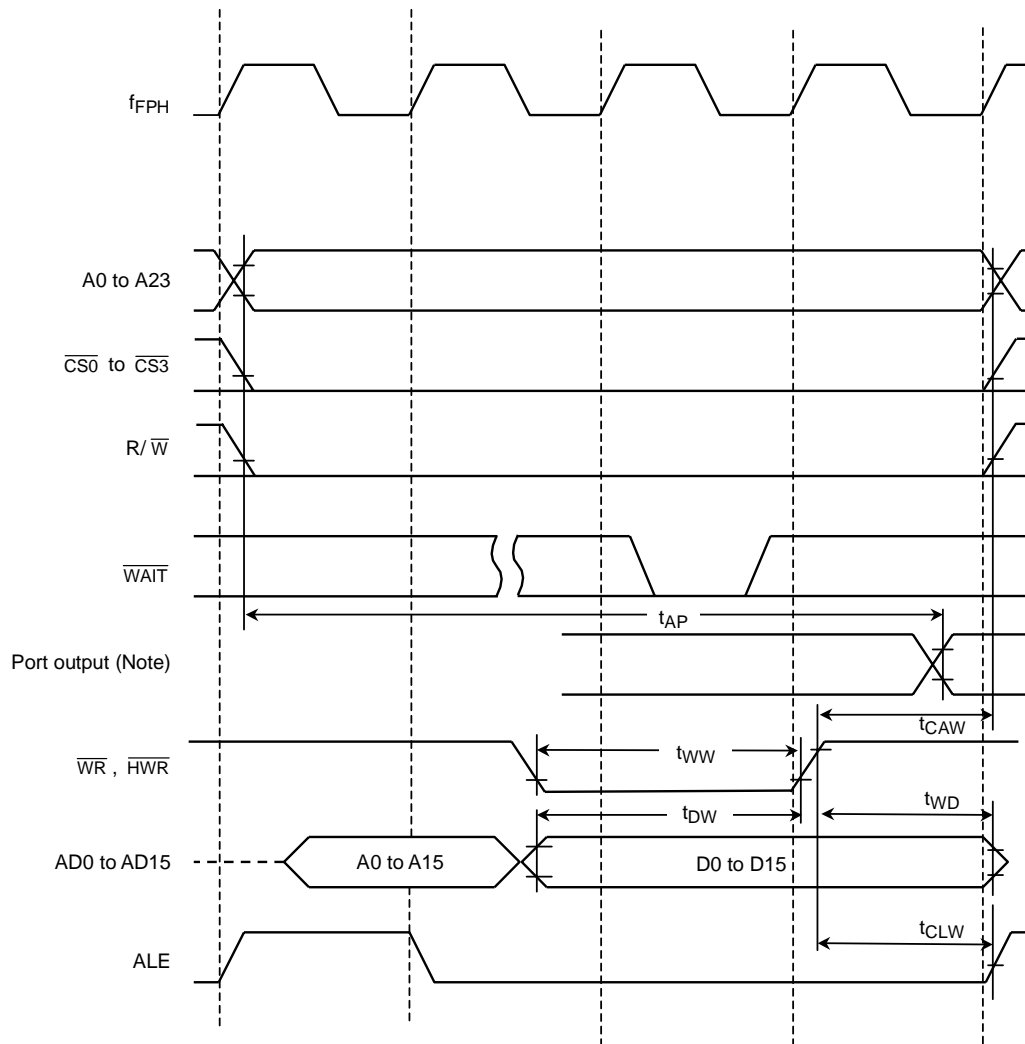 fFPH
A0 to A23
CS0 to CS3
R/ W
WAIT
tAP
Port output (Note)
tCAW
WR , HWR
tWW
tWD
tDW
AD0 to AD15
A0 to A15
D0 to D15
tCLW
ALE